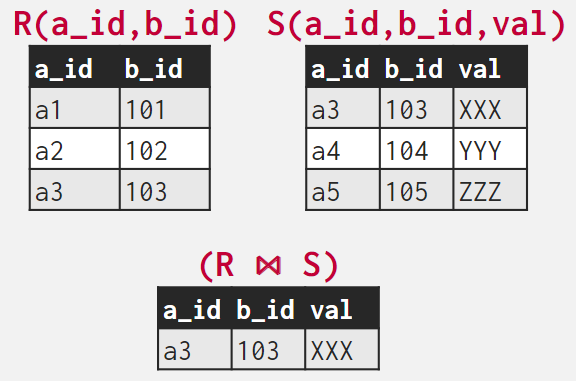 R(a_id,b_id) S(a_id,b_id,val)
a_id b_id a_id b_id val
a1 101 a3 103 XXX
a2 102 a4 104 YYY
a3 103 a5 105 ZZZ
(R ⋈ S)
a_id b_id val
a3 103 XXX